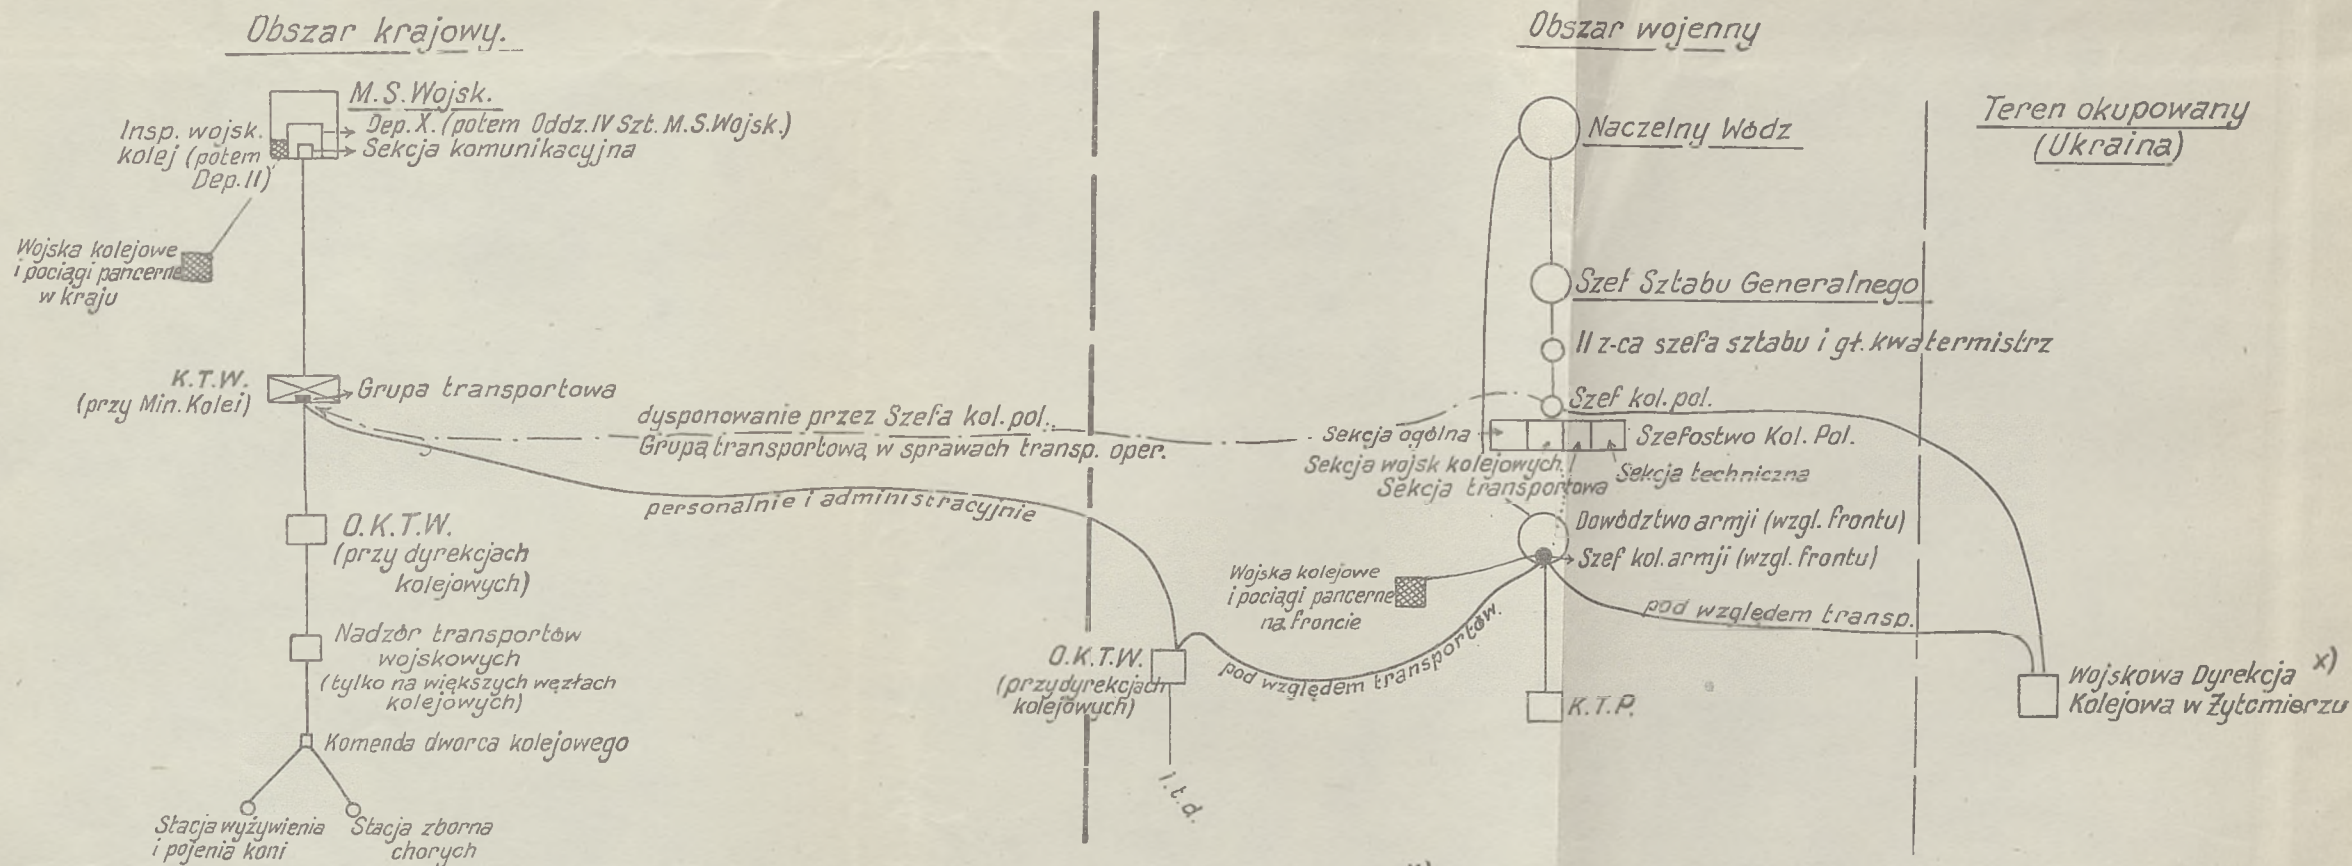 Obszar krajowy.
M.S.Wojsk.
Dep.X.(potem Oddz.IV Szt.M.S.Wojsk.)
Sekcja komunikacyjna
Insp. wojsk.
kolej (potem
Dep.II)
Wojska kolejowe
i pociągi pancerne
w kraju
K.T.W.
(przy Min.Kolei)
Grupa transportowa
O.K.T.W.
(przy dyrekcjach
kolejowych)
Nadzór transportów
wojskowych
(tylko na większych węzłach
kolejowych)
Komenda dworca kolejowego
Stacja wyżywienia
i pojenia koni
Stacja zborna
chorych
dysponowanie przez Szefa kol. pol.
Grupą transportową w sprawach transp. oper.
personalnie i administracyjnie
Obszar wojenny
Naczelny Wódz
Szef Sztabu Generalnego
II z-ca szefa sztabu i gł. kwatermistrz
Szef kol. pol.
Sekcja ogólna
Szefostwo Kol. Pol.
Sekcja wojsk kolejowych
Sekcja techniczna
Sekcja transportowa
Dowództwo armji (wzgl. frontu)
Szef kol. armji (wzgl. frontu)
Wojska kolejowe
i pociągi pancerne
na froncie
pod względem transportów.
pod względem transp.
O.K.T.W.
(przy dyrekcjach
kolejowych)
i.t.d.
K.T.P.
Teren okupowany
(Ukraina)
Wojskowa Dyrekcja x)
Kolejowa w Żytomierzu
x)